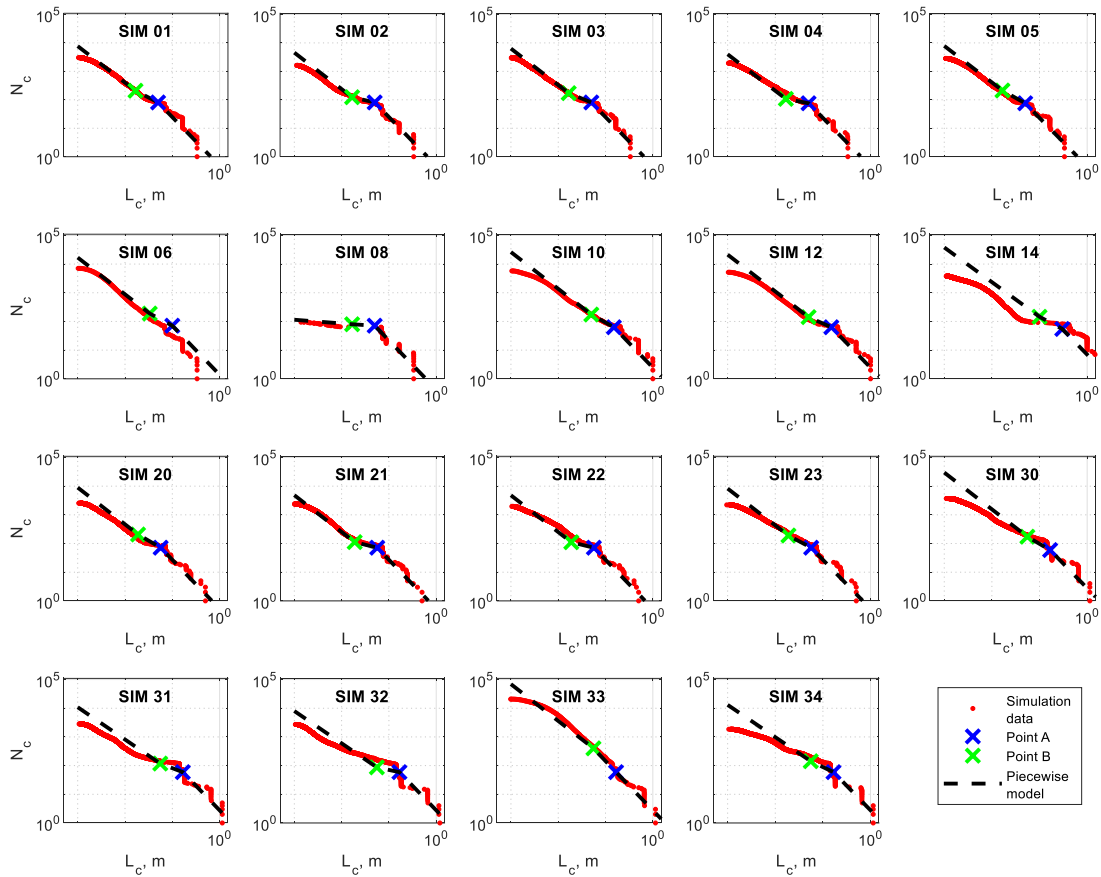 10^5
SIM 01
SIM 02
SIM 03
SIM 04
SIM 05
N_c
10^0
10^0
10^0
10^0
10^0
10^0
10^0
10^0
10^0
10^0
L_c, m
L_c, m
L_c, m
L_c, m
L_c, m
10^5
10^5
10^5
10^5
10^5
SIM 06
SIM 08
SIM 10
SIM 12
SIM 14
N_c
10^0
10^0
10^0
10^0
10^0
10^0
10^0
10^0
10^0
10^0
L_c, m
L_c, m
L_c, m
L_c, m
L_c, m
10^5
10^5
10^5
10^5
10^5
SIM 20
SIM 21
SIM 22
SIM 23
SIM 30
N_c
10^0
10^0
10^0
10^0
10^0
10^0
10^0
10^0
10^0
10^0
L_c, m
L_c, m
L_c, m
L_c, m
L_c, m
10^5
10^5
10^5
10^5
SIM 31
SIM 32
SIM 33
SIM 34
N_c
10^0
10^0
10^0
10^0
10^0
10^0
10^0
10^0
L_c, m
L_c, m
L_c, m
L_c, m
Simulation
data
Point A
Point B
Piecewise
model